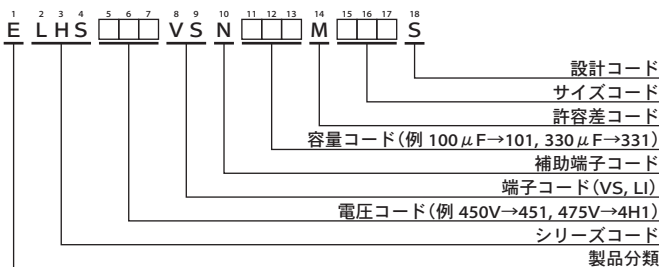 1 2 3 4 5 6 7 8 9 10 11 12 13 14 15 16 17 18
E LHS □□□ VS N □□□ M □□□ S
設計コード
サイズコード
許容差コード
容量コード(例 100μF→101, 330μF→331)
補助端子コード
端子コード(VS, LI)
電圧コード(例 450V→451, 475V→4H1)
シリーズコード
製品分類